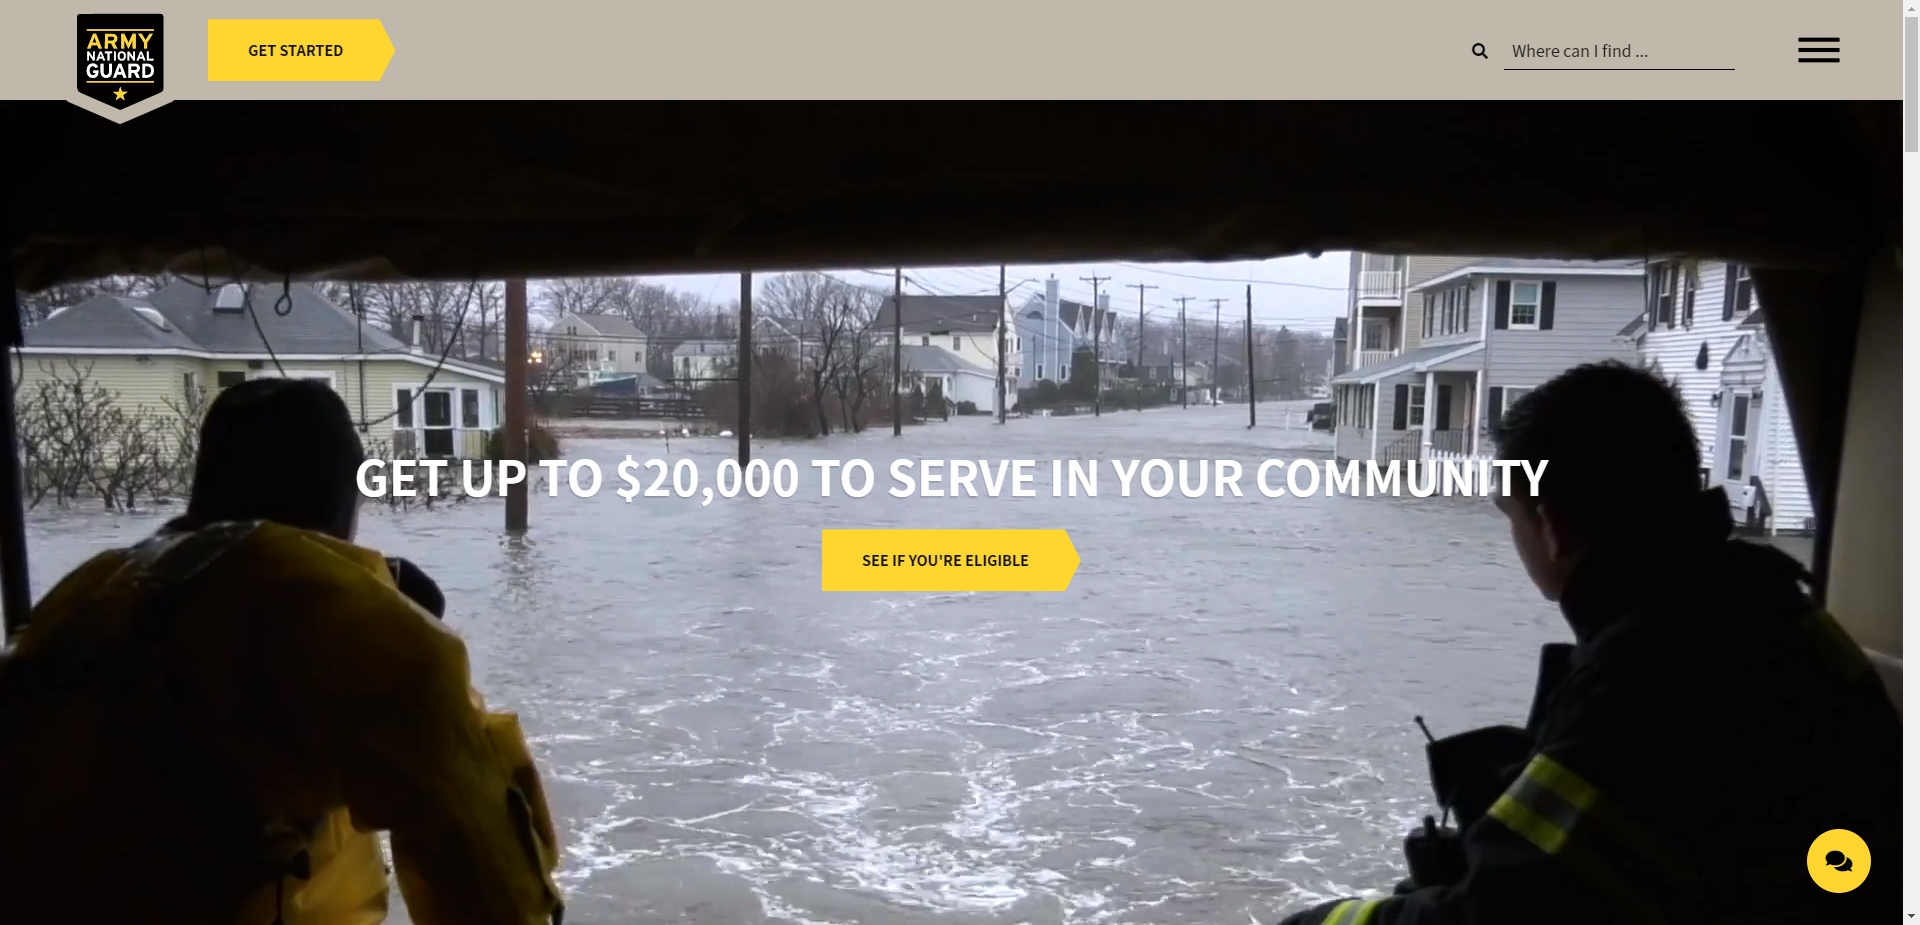 ARMY
NATIONAL
GUARD
GET STARTED
Where can I find ...
GET UP TO $20,000 TO SERVE IN YOUR COMMUNITY
SEE IF YOU'RE ELIGIBLE